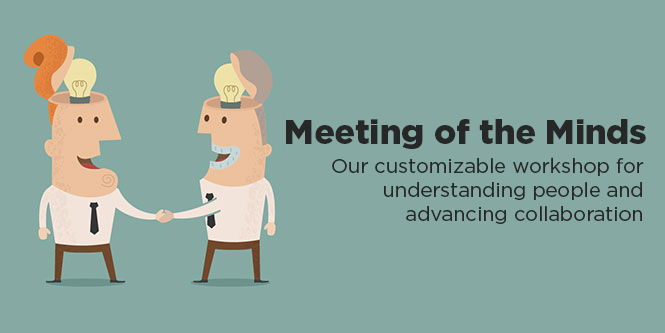 Meeting of the Minds
Our customizable workshop for
understanding people and
advancing collaboration